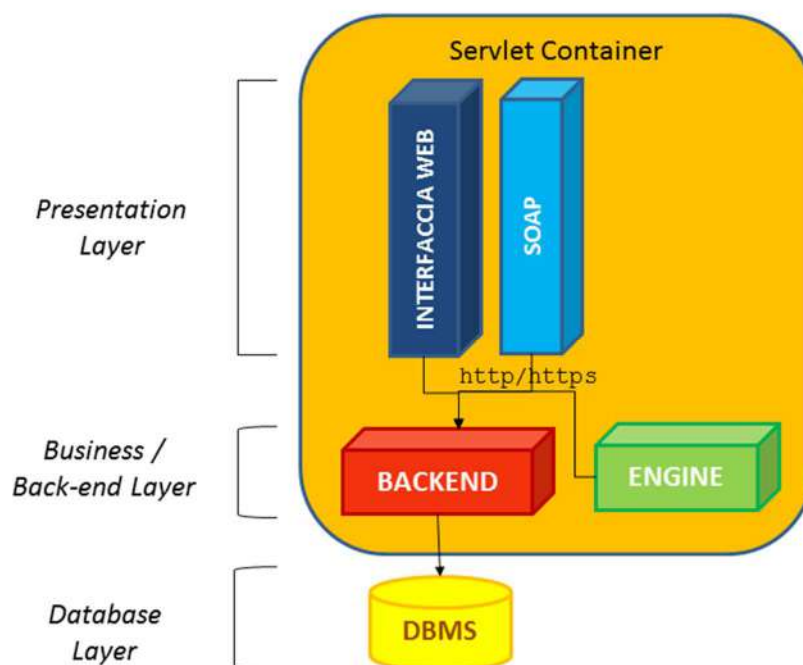 Servlet Container
INTERFACCIA WEB
SOAP
Presentation
Layer
http/https
Business /
Back-end Layer
BACKEND
ENGINE
Database
Layer
DBMS